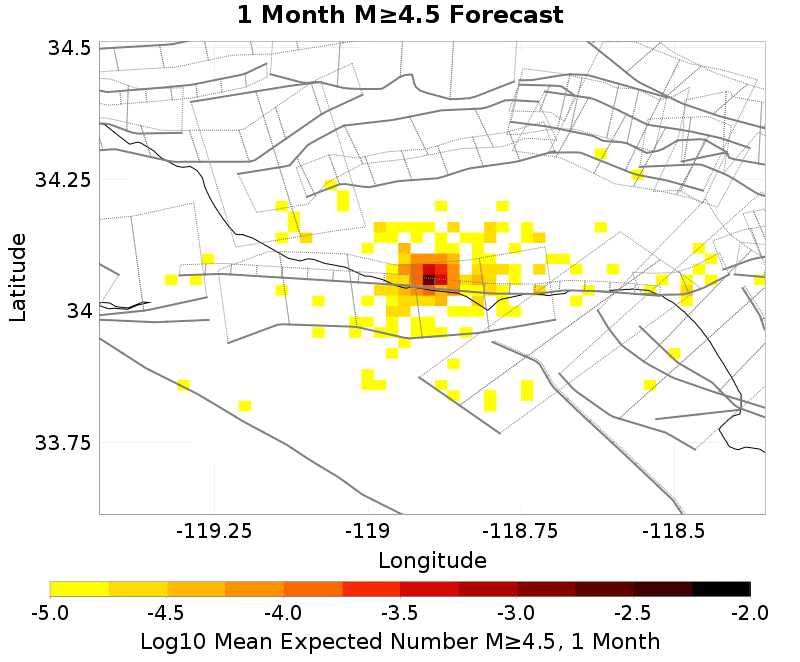 1 Month M≥4.5 Forecast
34.5
34.25
34
33.75
Latitude
-119.25 -119 -118.75 -118.5
Longitude
-5.0 -4.5 -4.0 -3.5 -3.0 -2.5 -2.0
Log10 Mean Expected Number M≥4.5, 1 Month